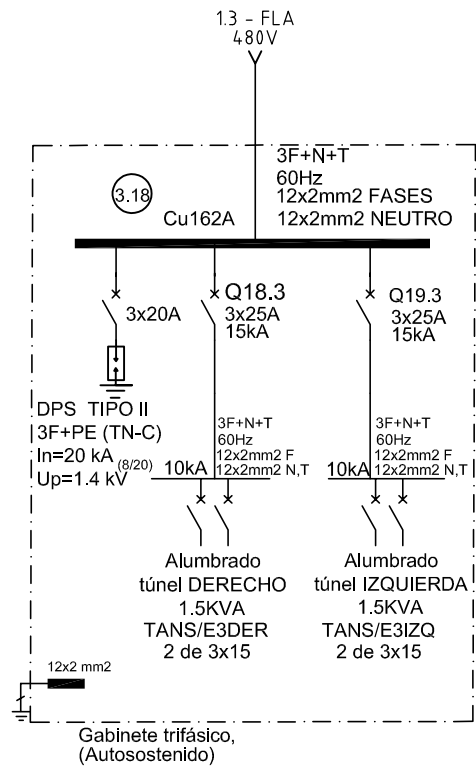 1.3 - FLA
480V
3F+N+T
60Hz
12x2mm2 FASES
12x2mm2 NEUTRO
3.18
Cu162A
3x20A
Q18.3
3x25A
15kA
Q19.3
3x25A
15kA
DPS TIPO II
3F+PE (TN-C)
In=20 kA (8/20)
Up=1.4 kV
3F+N+T
60Hz
12x2mm2 F
12x2mm2 N,T
10kA
3F+N+T
60Hz
12x2mm2 F
12x2mm2 N,T
10kA
Alumbrado
túnel DERECHO
1.5KVA
TANS/E3DER
2 de 3x15
Alumbrado
túnel IZQUIERDA
1.5KVA
TANS/E3IZQ
2 de 3x15
12x2 mm2
Gabinete trifásico,
(Autosostenido)